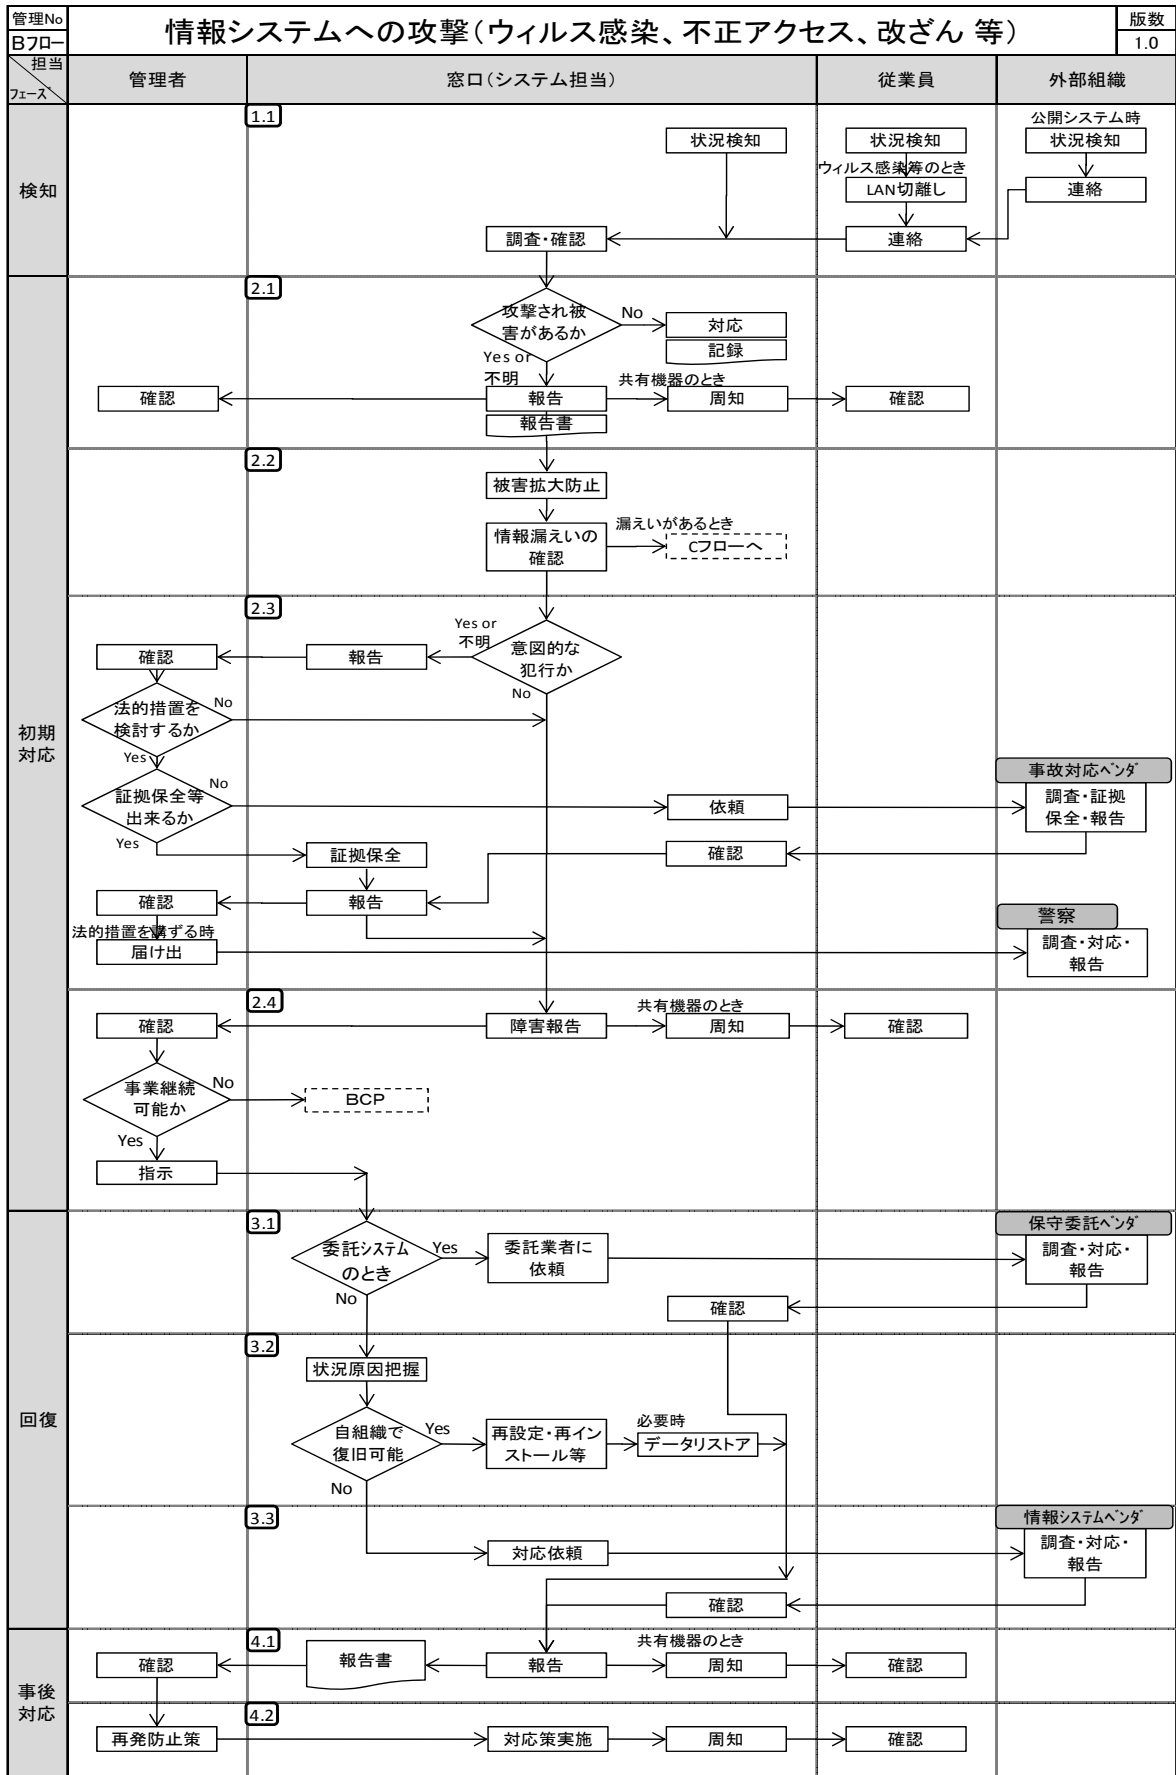 管理No
Bフロー
情報システムへの攻撃(ウィルス感染、不正アクセス、改ざん 等)
版数
1.0
担当
フェーズ
管理者
窓口(システム担当)
従業員
外部組織
検知
1.1
公開システム時
状況検知
状況検知
状況検知
ウィルス感染等のとき
LAN切離し
連絡
調査・確認
連絡
初期
対応
2.1
攻撃され被
害があるか
No
対応
記録
Yes or
不明
共有機器のとき
確認
報告
周知
確認
報告書
2.2
被害拡大防止
情報漏えいの
確認
漏えいがあるとき
Cフローへ
2.3
Yes or
不明
意図的な
犯行か
確認
報告
No
法的措置を
検討するか
No
Yes
証拠保全等
出来るか
No
依頼
事故対応ベンダ
調査・証拠
保全・報告
Yes
証拠保全
確認
確認
報告
法的措置を講ずる時
届け出
警察
調査・対応・
報告
2.4
共有機器のとき
確認
障害報告
周知
確認
事業継続
可能か
No
BCP
Yes
指示
回復
3.1
委託システム
のとき
Yes
委託業者に
依頼
保守委託ベンダ
調査・対応・
報告
No
確認
3.2
状況原因把握
自組織で
復旧可能
Yes
再設定・再イン
ストール等
必要時
データリストア
No
3.3
対応依頼
情報システムベンダ
調査・対応・
報告
確認
事後
対応
4.1
共有機器のとき
確認
報告書
報告
周知
確認
4.2
再発防止策
対応策実施
周知
確認